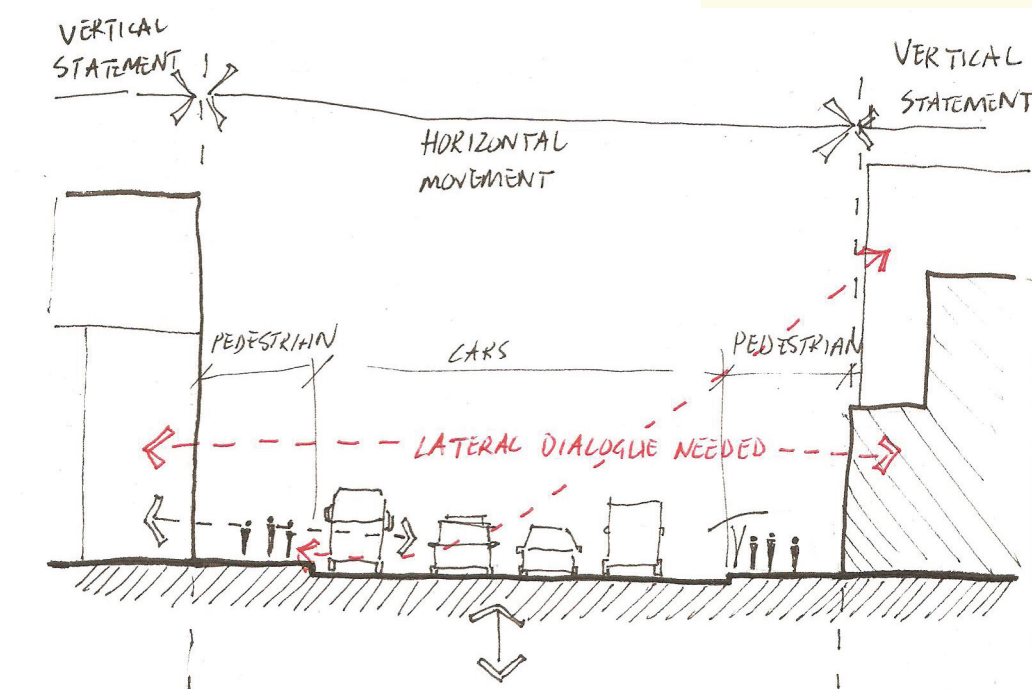 VERTICAL
STATEMENT
VERTICAL
STATEMENT
HORIZONTAL
MOVEMENT
PEDESTRIAN
CARS
PEDESTRIAN
LATERAL DIALOGUE NEEDED